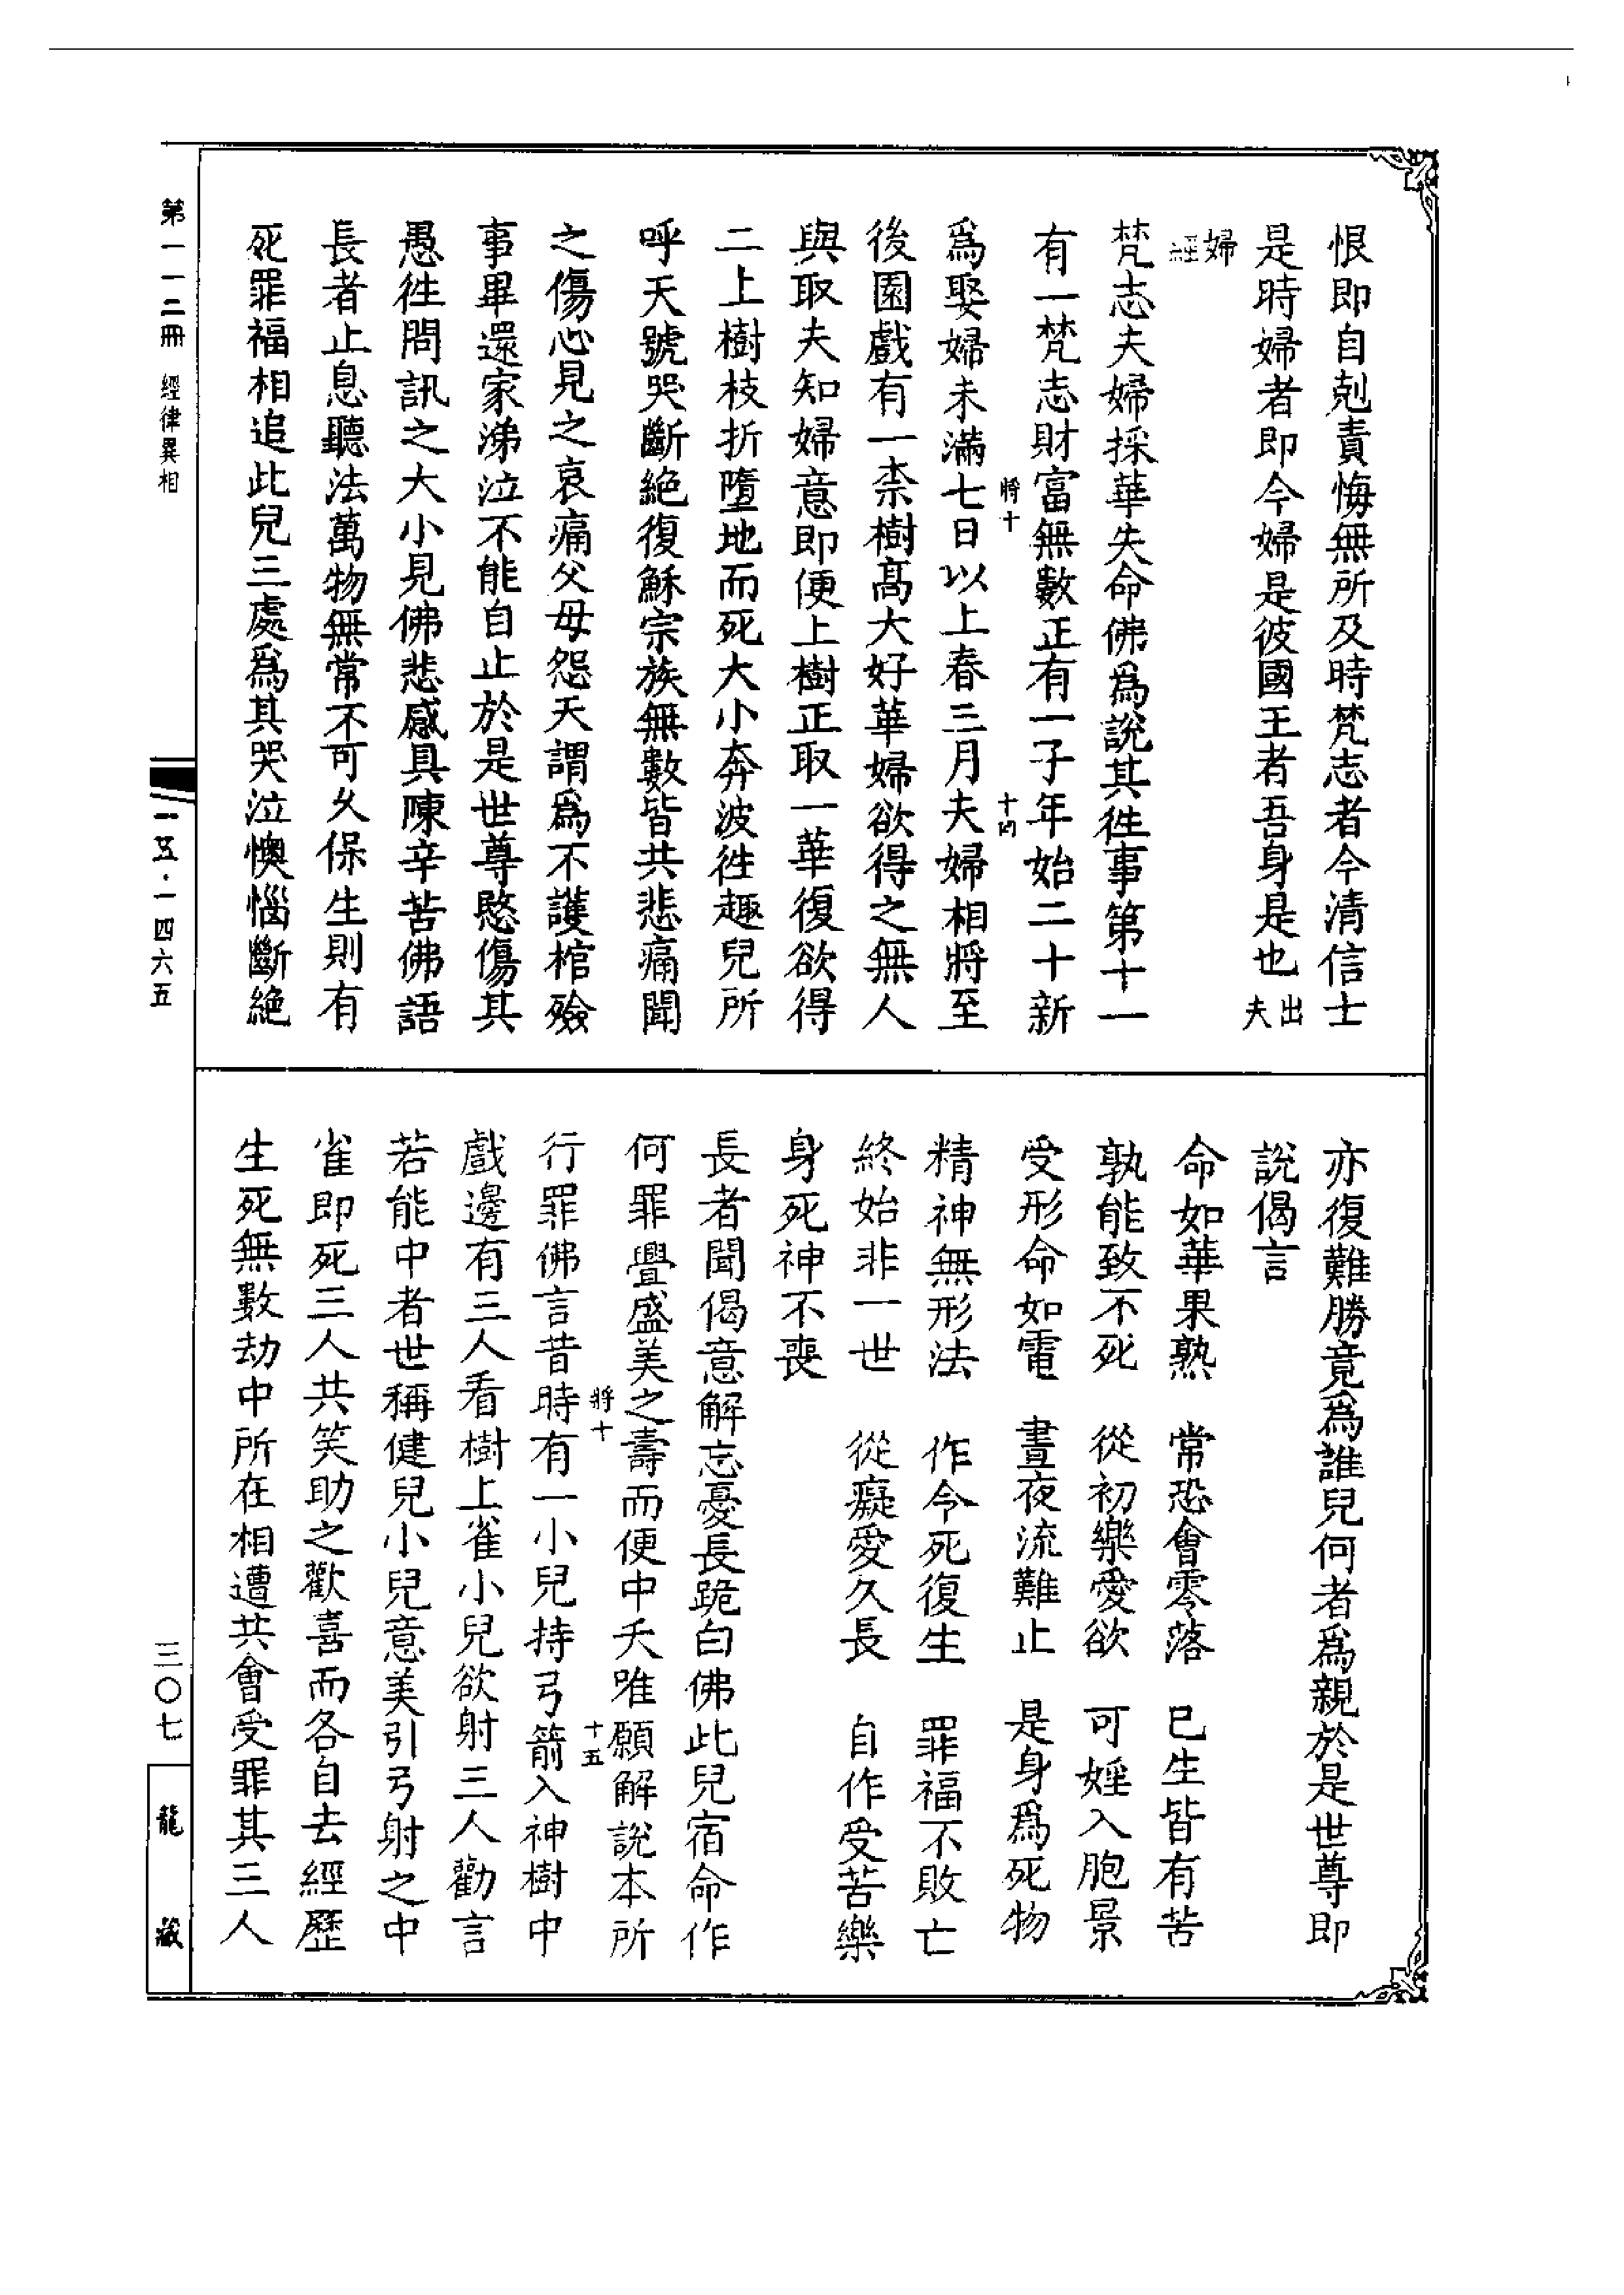 恨即自剋責悔無所及時梵志者今清信士
是時婦者即今婦是彼國王者吾身是也出夫
婦經
梵志夫婦採華失命佛爲說其徃事第十一
有一梵志財富無數正有一子年始二十新
將十
十四
爲娶婦未滿七日以上春三月夫婦相將至
後園戲有一柰樹高大好華婦欲得之無人
與取夫知婦意即便上樹正取一華復欲得
二上樹枝折墮地而死大小奔波徃趣兒所
呼天號哭斷絶復穌宗族無數皆共悲痛聞
之傷心見之哀痛父母怨天謂爲不護棺殮
事畢還家涕泣不能自止於是世尊愍傷其
愚徃問訊之大小見佛悲感具陳辛苦佛語
長者止息聽法萬物無常不可乆保生則有
死罪福相追此兒三處爲其哭泣懊惱斷絶
亦復難勝竟爲誰兒何者爲親於是世尊即
說偈言
命如華果熟　常恐會零落　已生皆有苦
孰能致不死　從初樂愛欲　可婬入胞影
受形命如電　晝夜流難止　是身爲死物
精神無形法　作令死復生　罪福不敗亡
終始非一世　從癡愛久長　自作受苦樂
身死神不喪
長者聞偈意解忘憂長跪白佛此兒宿命作
何罪舋盛美之壽而便中夭唯願解說本所
將十
十五
行罪佛言昔時有一小兒持弓箭入神樹中
戲邊有三人看樹上雀小兒欲射三人勸言
若能中者世稱健兒小兒意美引弓射之中
雀即死三人共笑助之歡喜而各自去經歷
生死無數劫中所在相遭共會受罪其三人
第一一二冊　經律異相
一五·一四六五
三〇七
龍藏